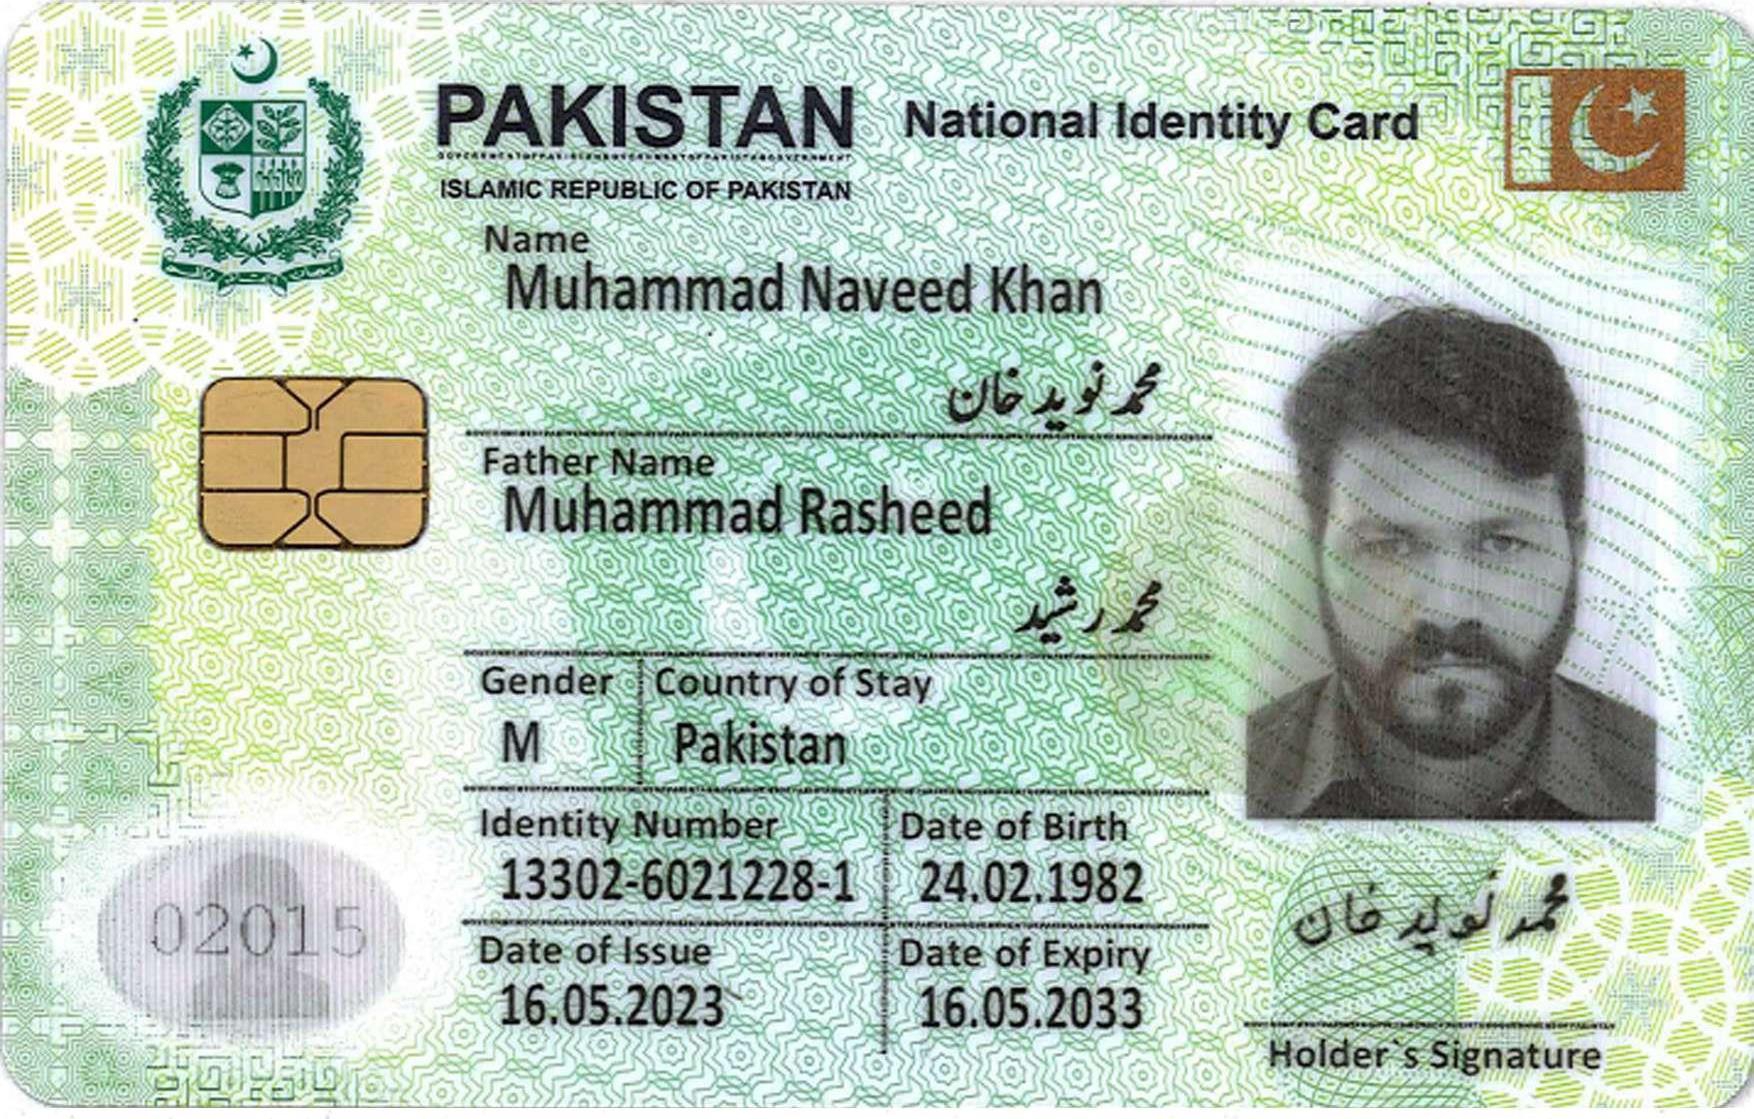 PAKISTAN National Identity Card
ISLAMIC REPUBLIC OF PAKISTAN
Name
Muhammad Naveed Khan
محمد نوید خان
Father Name
Muhammad Rasheed
محمد رشید
Gender Country of Stay
M Pakistan
Identity Number Date of Birth
13302-6021228-1 24.02.1982
02015
Date of Issue Date of Expiry
16.05.2023 16.05.2033
محمد نوید خان
Holder`s Signature